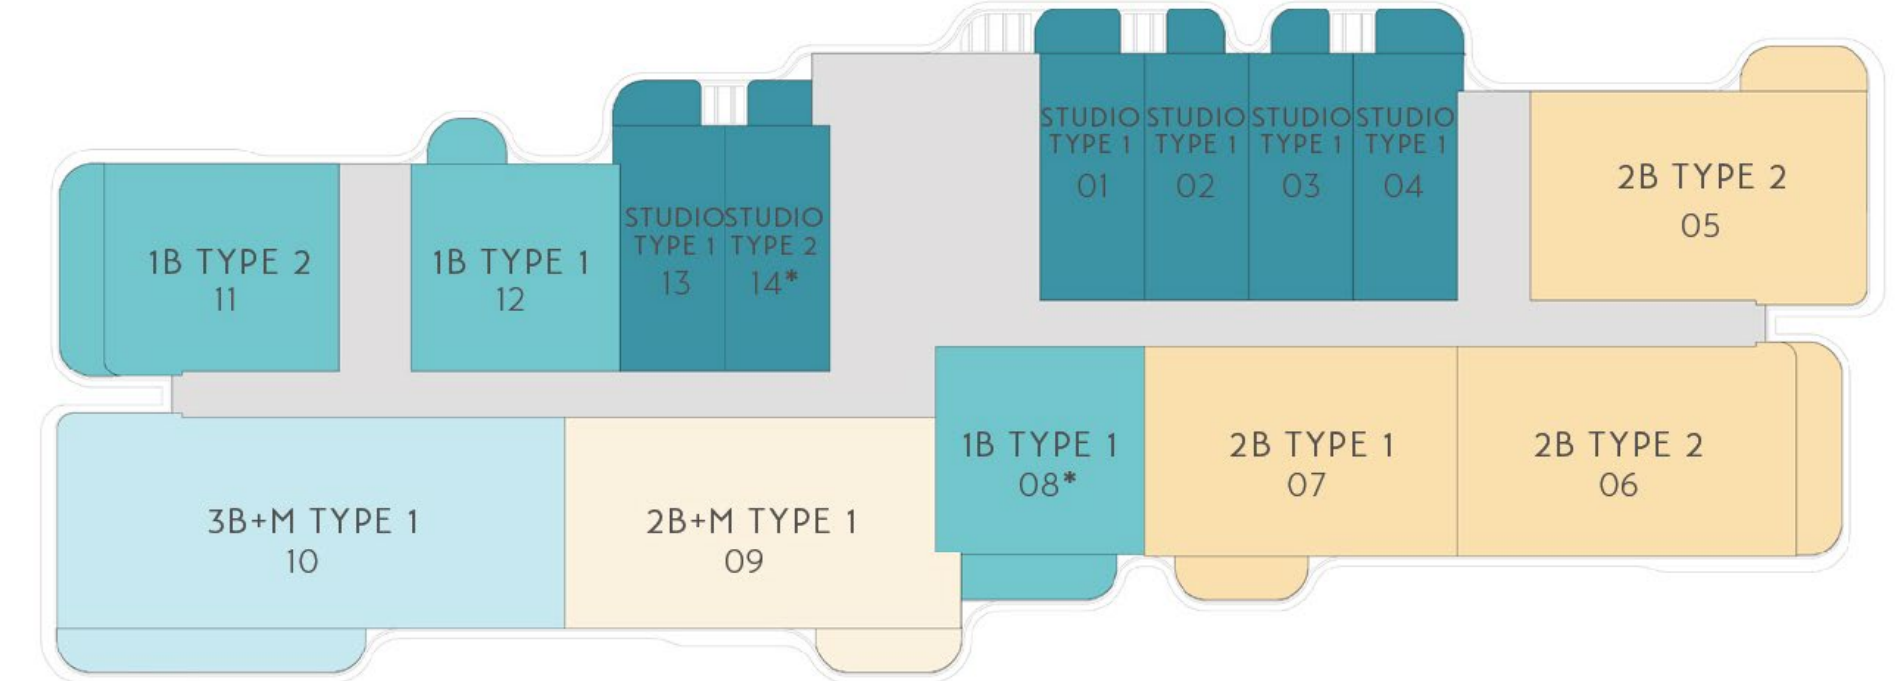 STUDIO
TYPE 1
01
STUDIO
TYPE 1
02
STUDIO
TYPE 1
03
STUDIO
TYPE 1
04
2B TYPE 2
05
1B TYPE 2
11
1B TYPE 1
12
STUDIO
TYPE 1
13
STUDIO
TYPE 2
14*
1B TYPE 1
08*
2B TYPE 1
07
2B TYPE 2
06
3B+M TYPE 1
10
2B+M TYPE 1
09